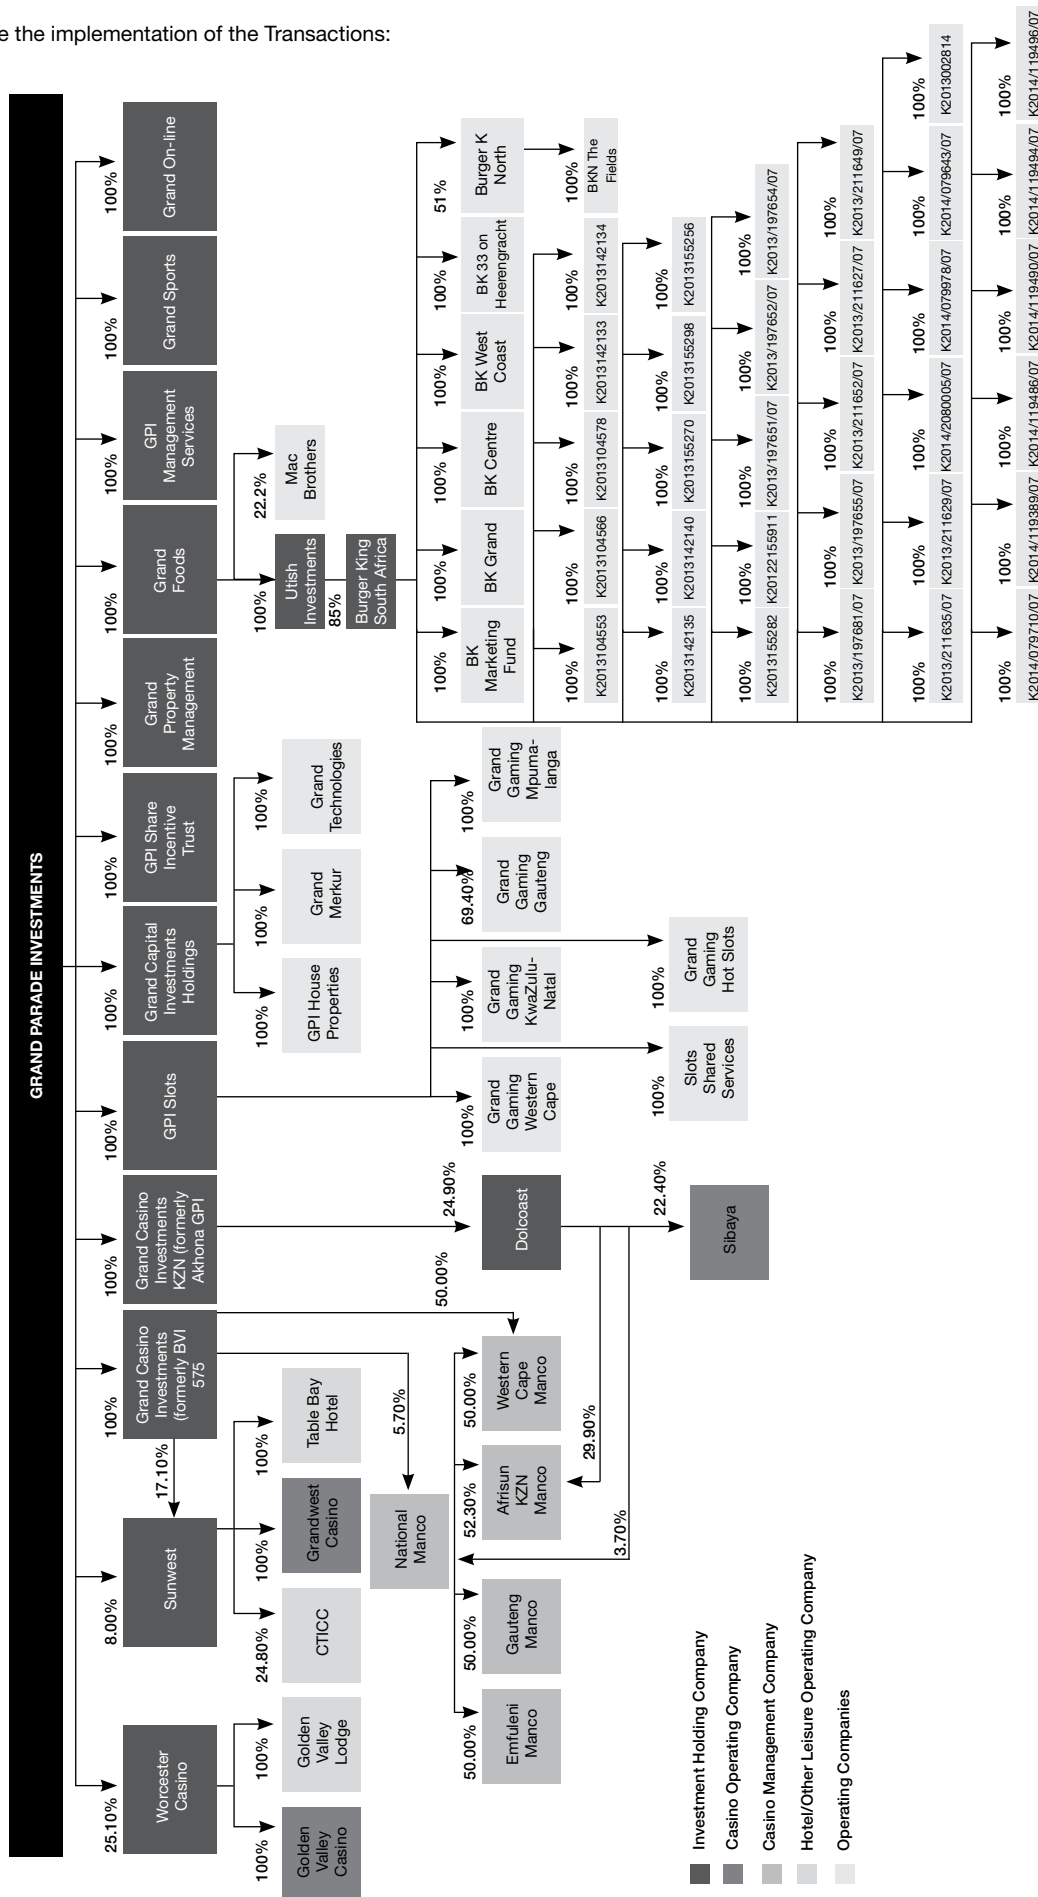 e the implementation of the Transactions:
GRAND PARADE INVESTMENTS
25.10%
8.00%
100%
100%
100%
100%
100%
100%
100%
100%
100%
100%
Worcester
Casino
Sunwest
17.10%
Grand Casino
Investments
(formerly BVI
575
Grand Casino
Investments
KZN (formerly
Akhona GPI
GPI Slots
Grand Capital
Investments
Holdings
GPI Share
Incentive
Trust
Grand
Property
Management
Grand
Foods
GPI
Management
Services
Grand Sports
Grand On-line
100%
100%
Golden
Valley
Casino
Golden
Valley
Lodge
24.80%
100%
100%
CTICC
Grandwest
Casino
Table Bay
Hotel
100%
100%
100%
GPI House
Properties
Grand
Merkur
Grand
Technologies
100%
22.2%
Utish
Investments
Mac
Brothers
85%
Burger King
South Africa
National
Manco
5.70%
50.00%
24.90%
50.00%
50.00%
52.30%
50.00%
Emfuleni
Manco
Gauteng
Manco
Afrisun
KZN
Manco
Western
Cape
Manco
Dolcoast
3.70%
29.90%
22.40%
Sibaya
100%
100%
69.40%
100%
Grand
Gaming
Western
Cape
Grand
Gaming
KwaZulu-
Natal
Grand
Gaming
Gauteng
Grand
Gaming
Mpuma-
langa
100%
100%
Slots
Shared
Services
Grand
Gaming
Hot Slots
100%
100%
100%
100%
100%
51%
BK
Marketing
Fund
BK Grand
BK Centre
BK West
Coast
BK 33 on
Heerengracht
Burger K
North
100%
BKN The
Fields
100%
100%
100%
100%
100%
K2013104553
K2013104566
K2013104578
K2013142133
K2013142134
100%
100%
100%
100%
100%
K2013142135
K2013142140
K2013155270
K2013155298
K2013155256
100%
100%
100%
100%
100%
K2013155282
K20122155911
K2013/197651/07
K2013/197652/07
K2013/197654/07
100%
100%
100%
100%
100%
K2013/197681/07
K2013/197655/07
K2013/211652/07
K2013/211627/07
K2013/211649/07
100%
100%
100%
100%
100%
100%
K2013/211635/07
K2013/211629/07
K2014/2080005/07
K2014/079978/07
K2014/079643/07
K2013002814
100%
100%
100%
100%
100%
100%
K2014/079710/07
K2014/119389/07
K2014/119486/07
K2014/119490/07
K2014/119494/07
K2014/119496/07
Investment Holding Company
Casino Operating Company
Casino Management Company
Hotel/Other Leisure Operating Company
Operating Companies